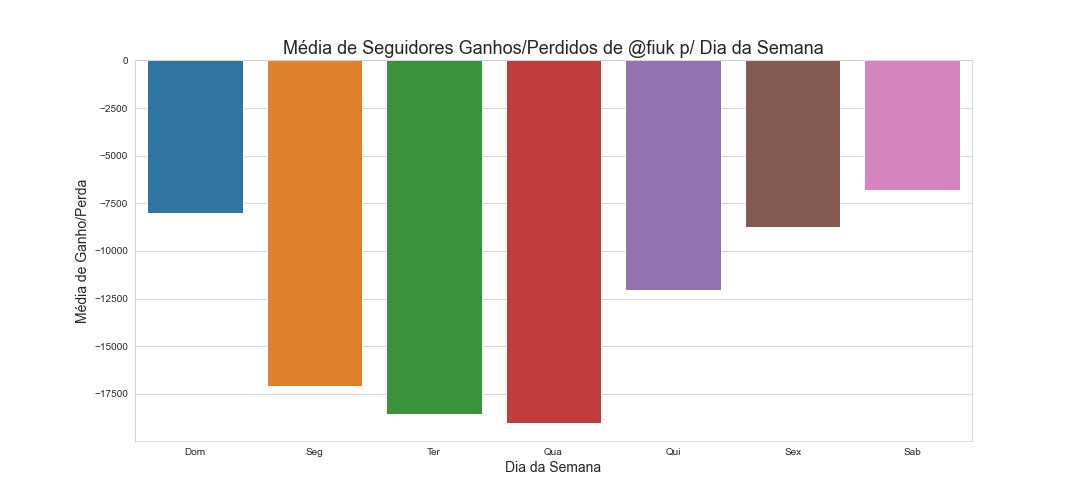 Média de Seguidores Ganhos/Perdidos de @fiuk p/ Dia da Semana
Média de Ganho/Perda
0
−2500
−5000
−7500
−10000
−12500
−15000
−17500
Dom Seg Ter Qua Qui Sex Sab
Dia da Semana